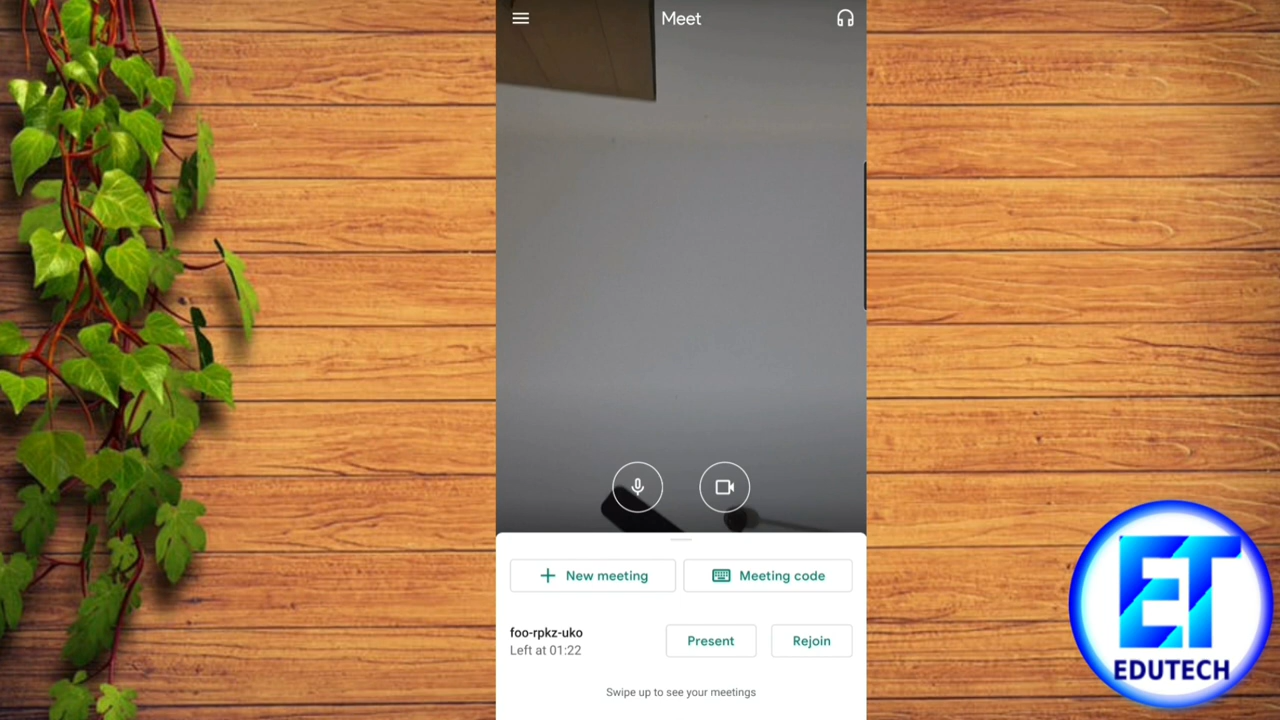 Meet
New meeting
Meeting code
foo-rpkz-uko
Left at 01:22
Present
Rejoin
Swipe up to see your meetings
ET
EDUTECH